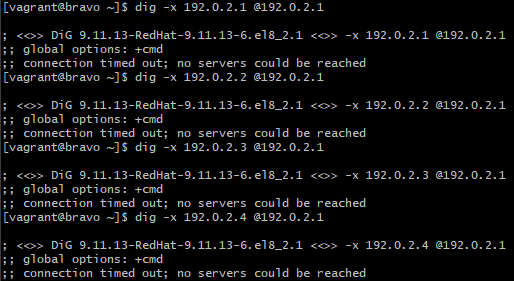 [vagrant@bravo ~]$ dig -x 192.0.2.1 @192.0.2.1

; <<>> DiG 9.11.13-RedHat-9.11.13-6.el8_2.1 <<>> -x 192.0.2.1 @192.0.2.1
;; global options: +cmd
;; connection timed out; no servers could be reached
[vagrant@bravo ~]$ dig -x 192.0.2.2 @192.0.2.1

; <<>> DiG 9.11.13-RedHat-9.11.13-6.el8_2.1 <<>> -x 192.0.2.2 @192.0.2.1
;; global options: +cmd
;; connection timed out; no servers could be reached
[vagrant@bravo ~]$ dig -x 192.0.2.3 @192.0.2.1

; <<>> DiG 9.11.13-RedHat-9.11.13-6.el8_2.1 <<>> -x 192.0.2.3 @192.0.2.1
;; global options: +cmd
;; connection timed out; no servers could be reached
[vagrant@bravo ~]$ dig -x 192.0.2.4 @192.0.2.1

; <<>> DiG 9.11.13-RedHat-9.11.13-6.el8_2.1 <<>> -x 192.0.2.4 @192.0.2.1
;; global options: +cmd
;; connection timed out; no servers could be reached